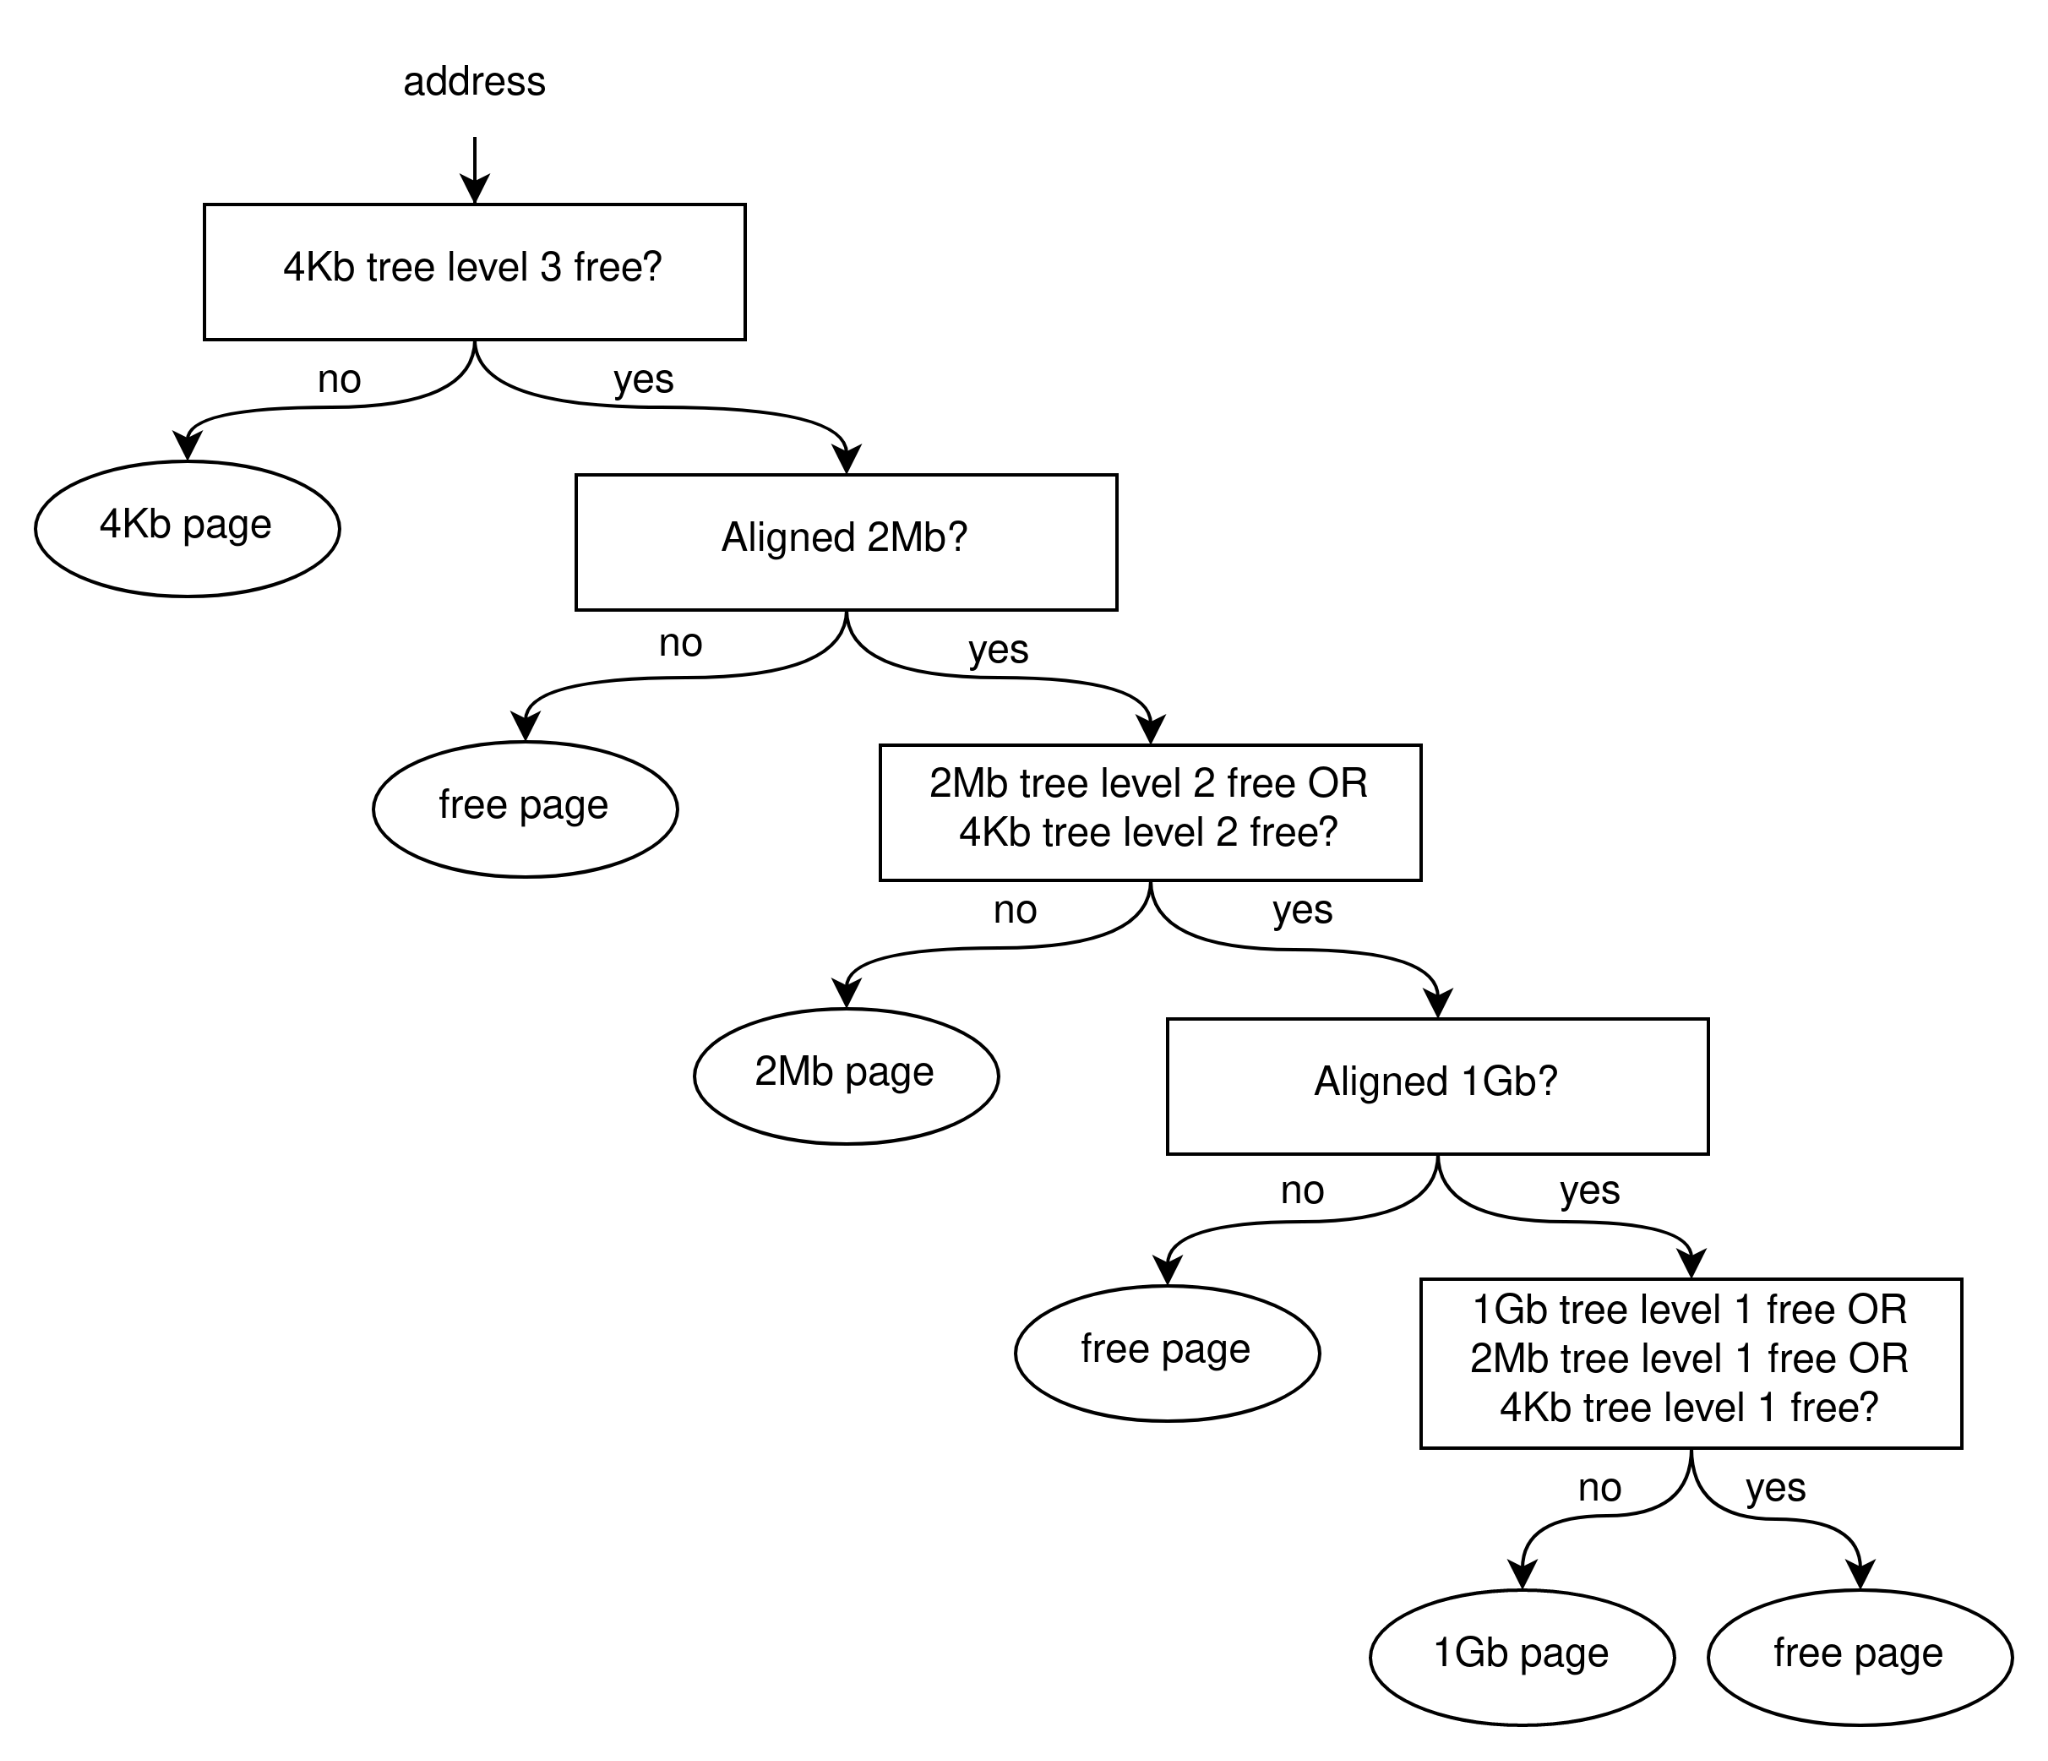 address
4Kb tree level 3 free?
no
yes
4Kb page
Aligned 2Mb?
no
yes
free page
2Mb tree level 2 free OR
4Kb tree level 2 free?
no
yes
2Mb page
Aligned 1Gb?
no
yes
free page
1Gb tree level 1 free OR
2Mb tree level 1 free OR
4Kb tree level 1 free?
no
yes
1Gb page
free page